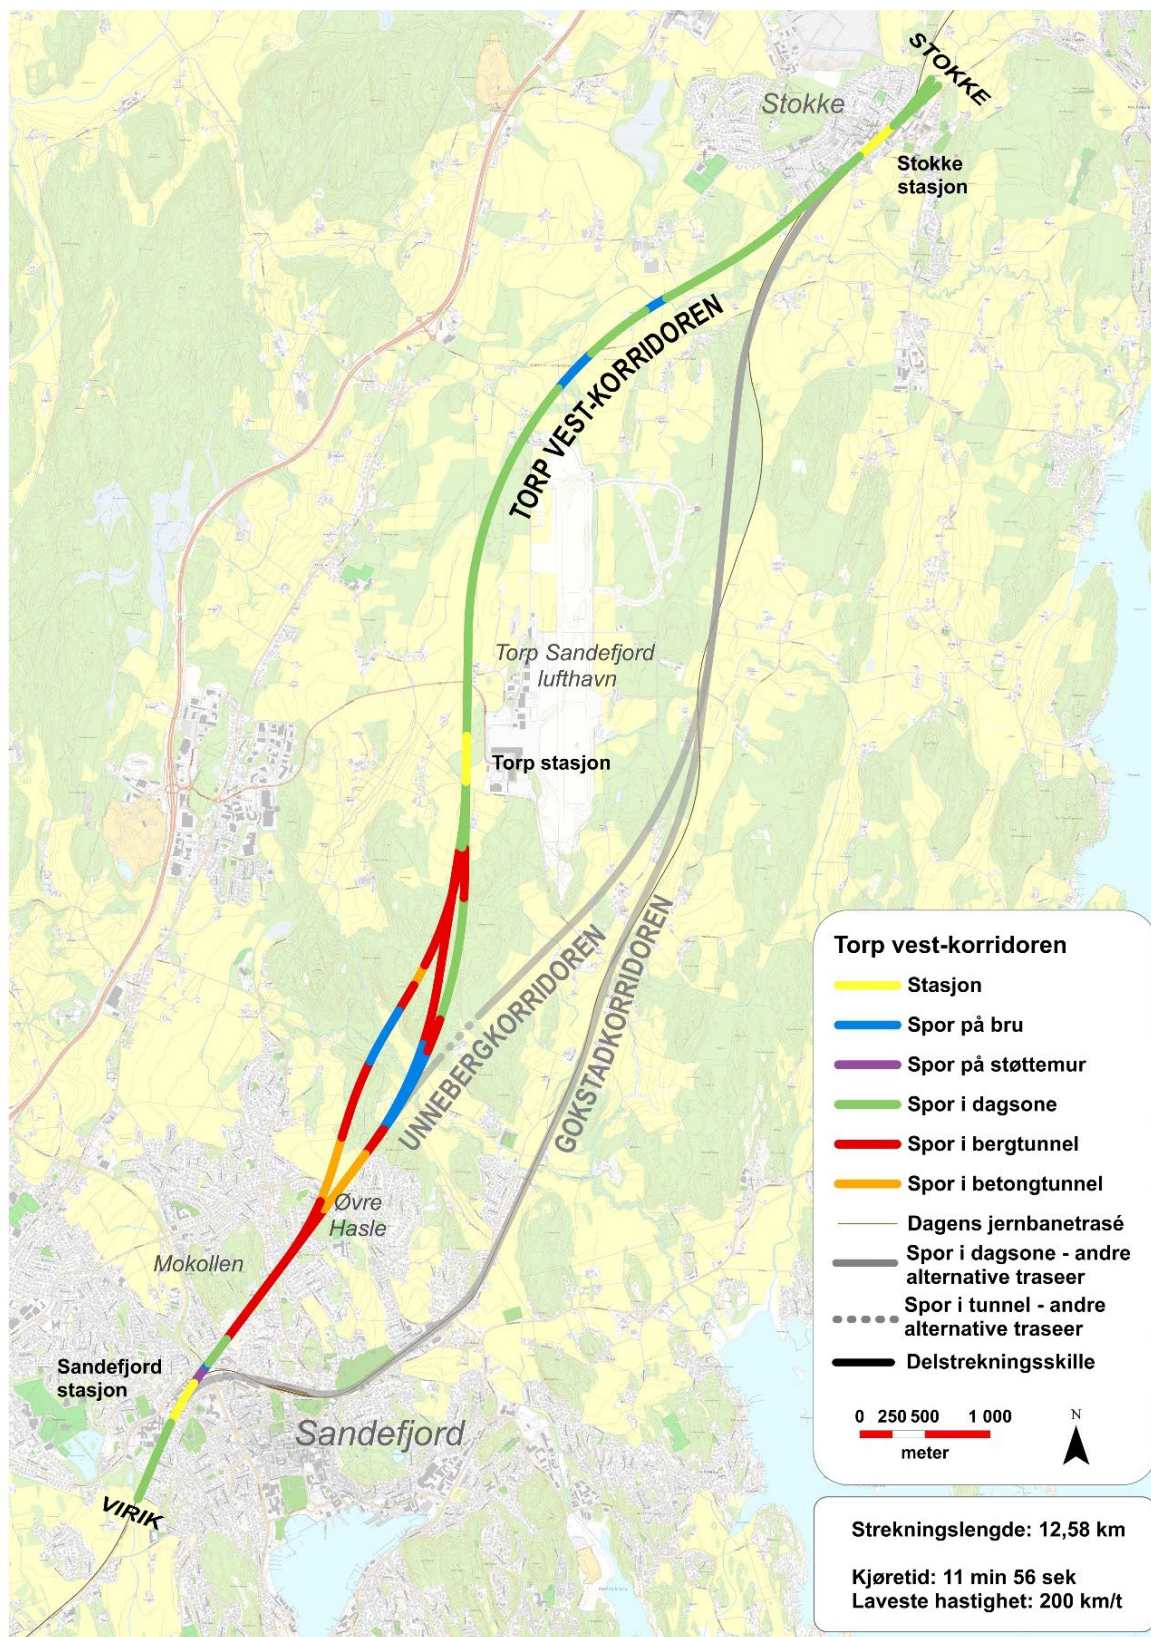 STOKKE
Stokke
Stokke
stasjon
TORP VEST-KORRIDOREN
Torp Sandefjord
lufthavn
Torp stasjon
UNNEBERGKORRIDOREN
GOKSTADKORRIDOREN
Øvre
Hasle
Mokollen
Sandefjord
stasjon
Sandefjord
VIRIK
Torp vest-korridoren
Stasjon
Spor på bru
Spor på støttemur
Spor i dagsone
Spor i bergtunnel
Spor i betongtunnel
Dagens jernbanetrasé
Spor i dagsone - andre
alternative traseer
Spor i tunnel - andre
alternative traseer
Delstrekningsskille
0 250 500 1 000
meter
N
Strekningslengde: 12,58 km
Kjøretid: 11 min 56 sek
Laveste hastighet: 200 km/t